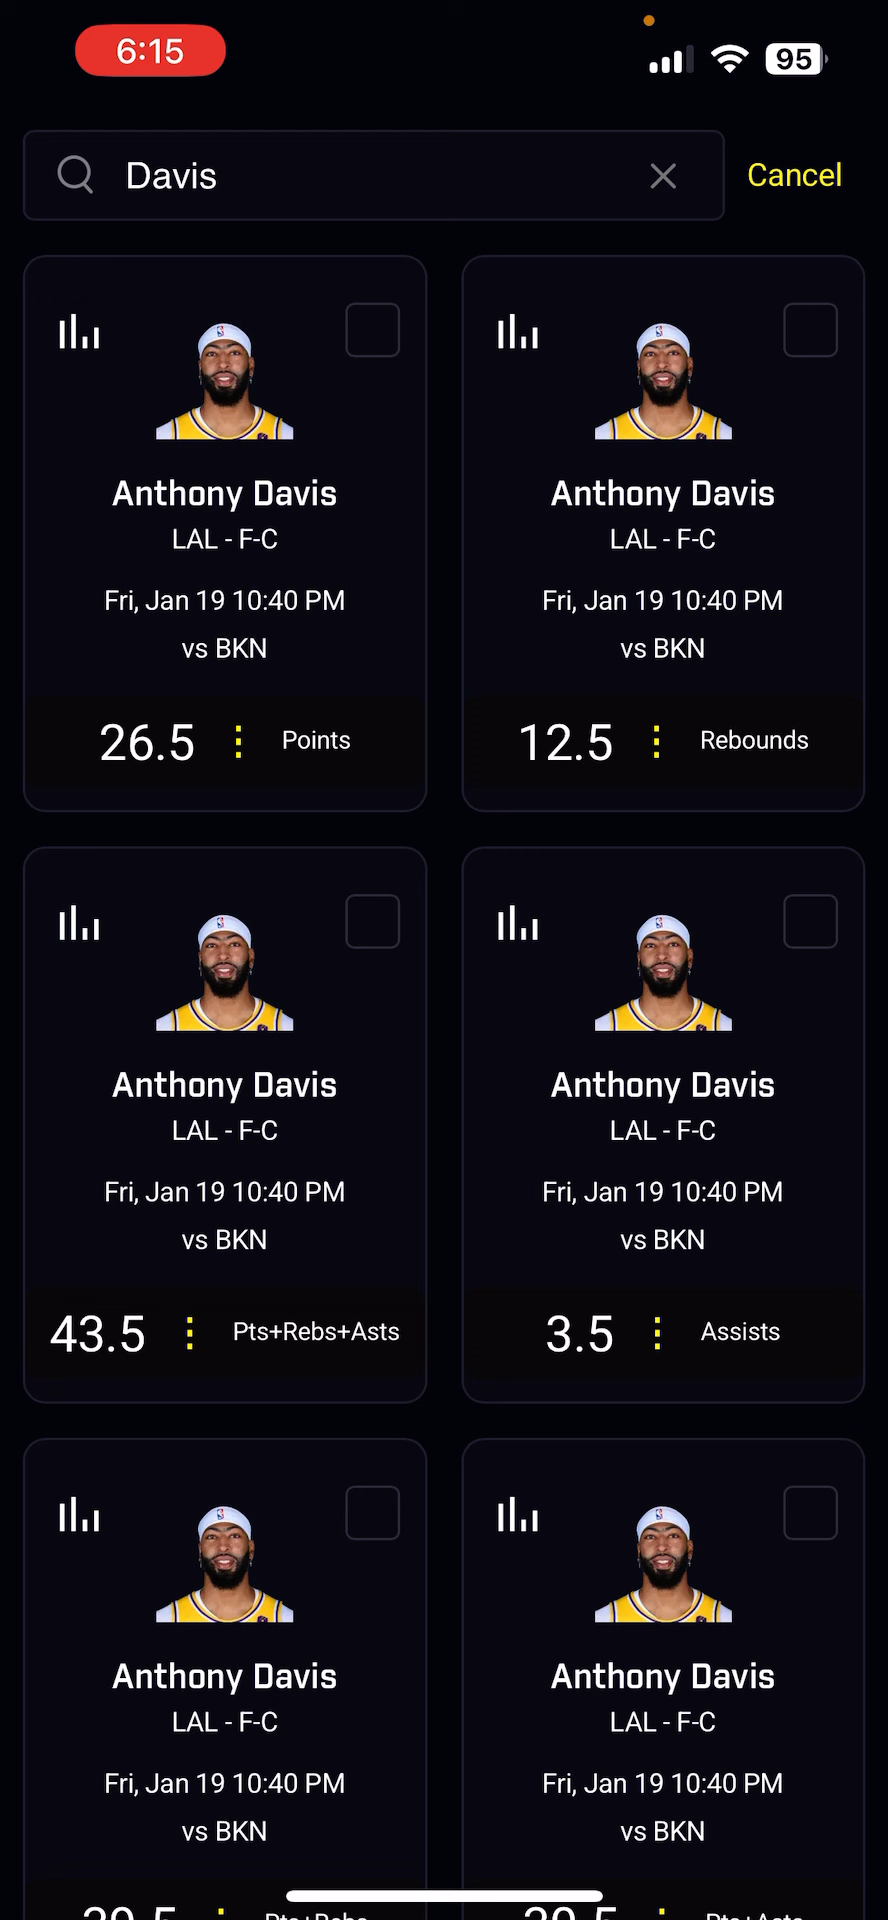 6:15
95
Davis
Cancel
Anthony Davis
LAL - F-C
Fri, Jan 19 10:40 PM
vs BKN
26.5
Points
Anthony Davis
LAL - F-C
Fri, Jan 19 10:40 PM
vs BKN
12.5
Rebounds
Anthony Davis
LAL - F-C
Fri, Jan 19 10:40 PM
vs BKN
43.5
Pts+Rebs+Asts
Anthony Davis
LAL - F-C
Fri, Jan 19 10:40 PM
vs BKN
3.5
Assists
Anthony Davis
LAL - F-C
Fri, Jan 19 10:40 PM
vs BKN
Pts+Rebs
Anthony Davis
LAL - F-C
Fri, Jan 19 10:40 PM
vs BKN
Pts+Asts